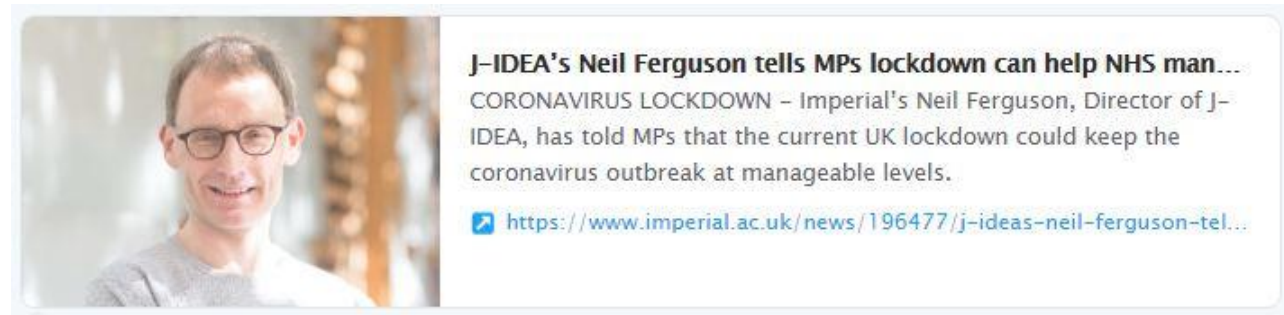 J-IDEA's Neil Ferguson tells MPs lockdown can help NHS man...
CORONAVIRUS LOCKDOWN – Imperial's Neil Ferguson, Director of J-
IDEA, has told MPs that the current UK lockdown could keep the
coronavirus outbreak at manageable levels.
https://www.imperial.ac.uk/news/196477/j-ideas-neil-ferguson-tel...